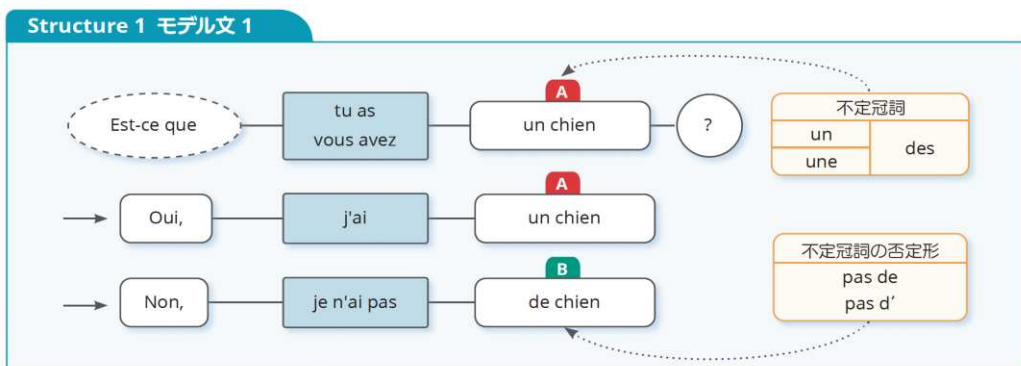 Structure 1 モデル文 1
Est-ce que
tu as
vous avez
A
un chien
?
不定冠詞
un
une
des
Oui,
j'ai
A
un chien
Non,
je n'ai pas
B
de chien
不定冠詞の否定形
pas de
pas d'